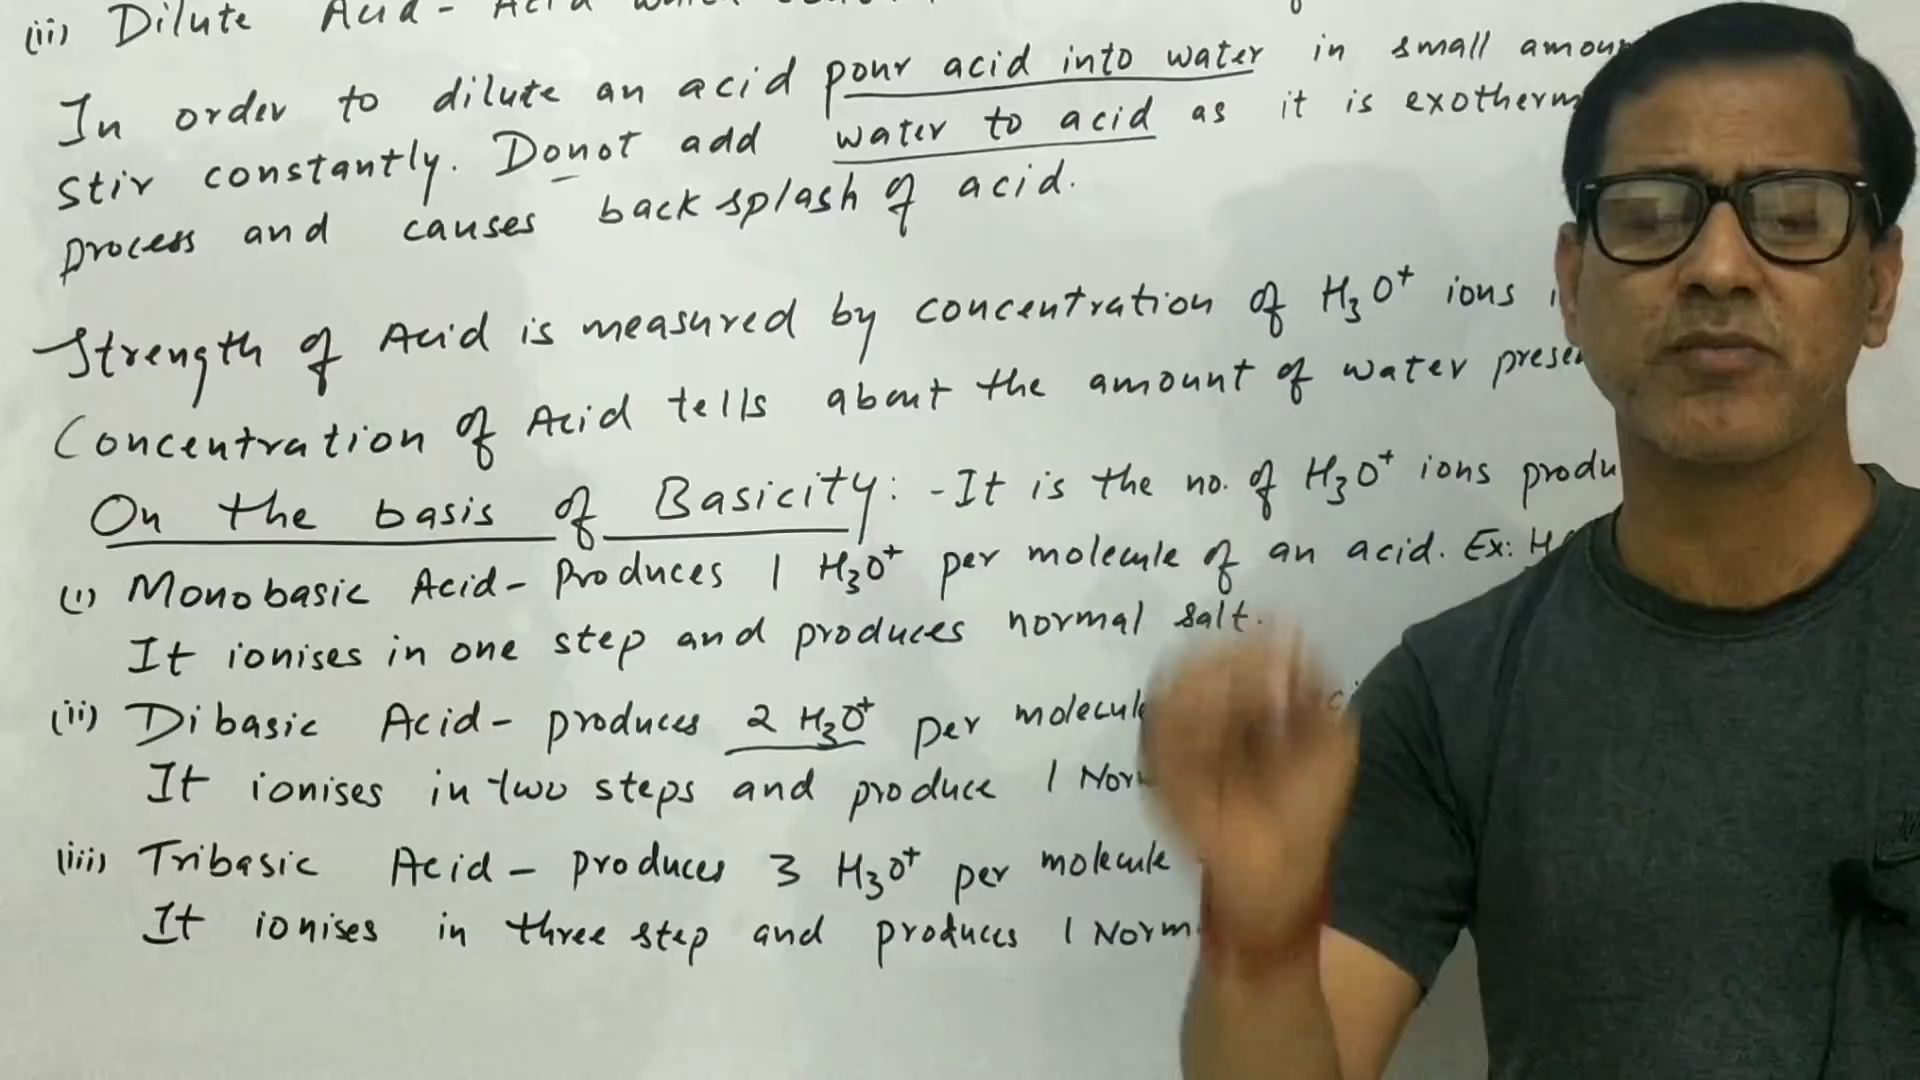 (ii) Dilute Acid - Acid which
In order to dilute an acid pour acid into water in small amoun
stir constantly. Donot add water to acid as it is exotherm
process and causes back splash of acid.
Strength of Acid is measured by concentration of H₃O⁺ ions
Concentration of Acid tells about the amount of water prese
On the basis of Basicity: - It is the no. of H₃O⁺ ions produ
(i) Monobasic Acid - Produces 1 H₃O⁺ per molecule of an acid. Ex: H
It ionises in one step and produces normal salt.
(ii) Dibasic Acid - produces 2 H₃O⁺ per molecule
It ionises in two steps and produce 1 Nor
(iii) Tribasic Acid - produces 3 H₃O⁺ per molecule
It ionises in three step and produces 1 Norm